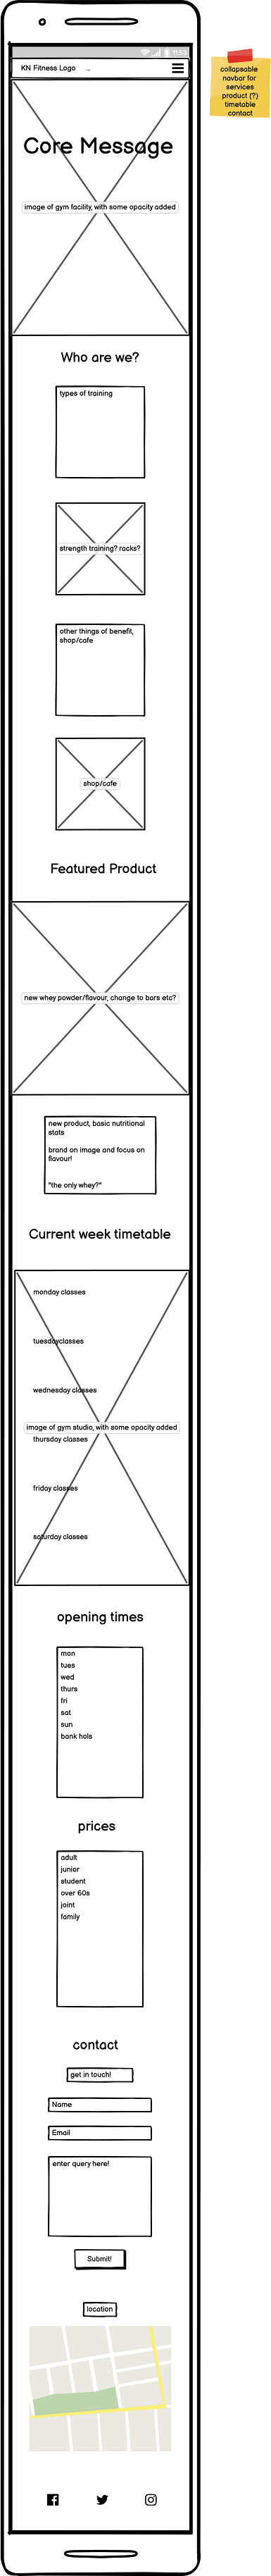 11:53
KN Fitness Logo ...
collapsable
navbar for
services
product (?)
timetable
contact
Core Message
image of gym facility, with some opacity added
Who are we?
types of training
strength training? racks?
other things of benefit,
shop/cafe
shop/cafe
Featured Product
new whey powder/flavour, change to bars etc?
new product, basic nutritional
stats
brand on image and focus on
flavour!
"the only whey?"
Current week timetable
monday classes
tuesdayclasses
wednesday classes
image of gym studio, with some opacity added
thursday classes
friday classes
saturday classes
opening times
mon
tues
wed
thurs
fri
sat
sun
bank hols
prices
adult
junior
student
over 60s
joint
family
contact
get in touch!
Name
Email
enter query here!
Submit!
location